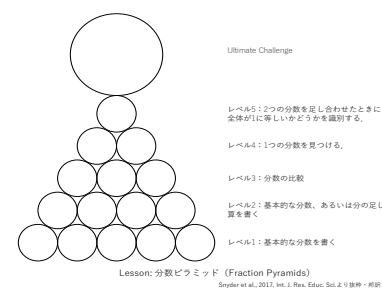 Ultimate Challenge
レベル5：2つの分数を足し合わせたときに
全体が1に等しいかどうかを識別する。
レベル4：1つの分数を見つける。
レベル3：分数の比較
レベル2：基本的な分数、あるいは分の足し
算を書く
レベル1：基本的な分数を書く
Lesson: 分数ピラミッド（Fraction Pyramids）
Snyder et al., 2017, Int. J. Res. Educ. Sci.より抜粋・邦訳